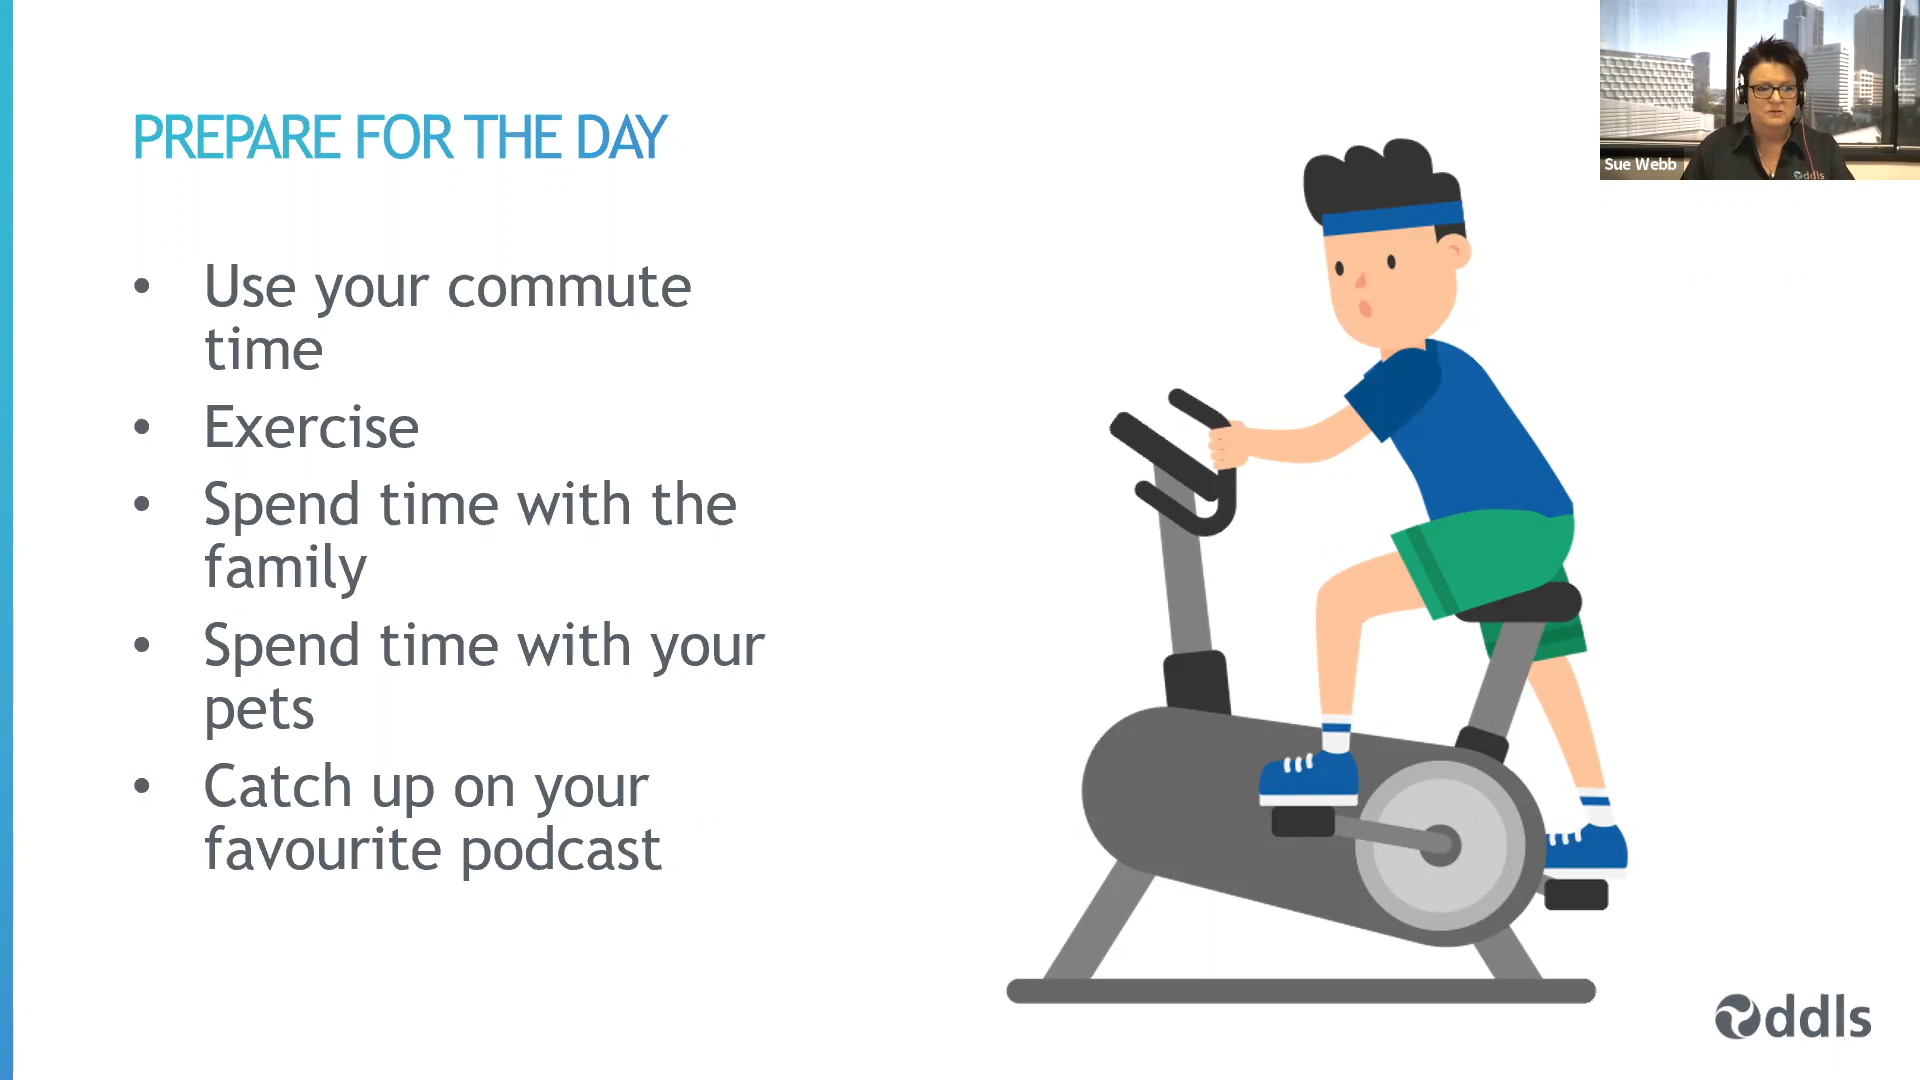 PREPARE FOR THE DAY
• Use your commute
time
• Exercise
• Spend time with the
family
• Spend time with your
pets
• Catch up on your
favourite podcast
Sue Webb
ddls
ddls